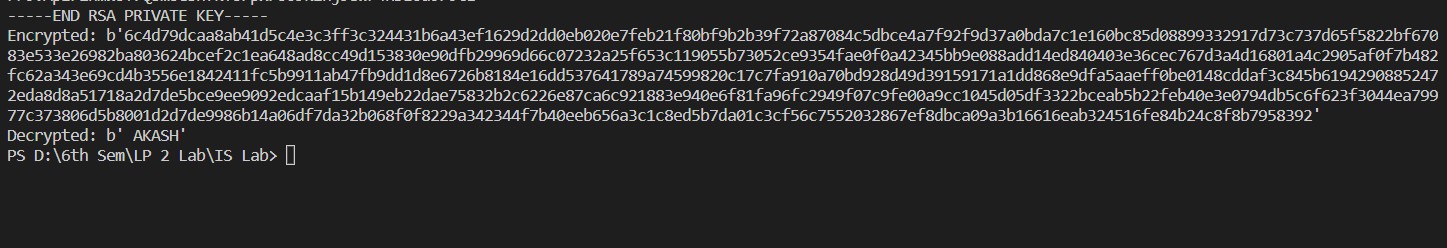 -----END RSA PRIVATE KEY-----
Encrypted: b'6c4d79dcaa8ab41d5c4e3c3ff3c324431b6a43ef1629d2dd0eb020e7feb21f80bf9b2b39f72a87084c5dbce4a7f92f9d37a0bda7c1e160bc85d08899332917d73c737d65f5822bf670
83e533e26982ba803624bcef2c1ea648ad8cc49d153830e90dfb29969d66c07232a25f653c119055b73052ce9354fae0f0a42345bb9e088add14ed840403e36cec767d3a4d16801a4c2905af0f7b482
fc62a343e69cd4b3556e1842411fc5b9911ab47fb9dd1d8e6726b8184e16dd537641789a74599820c17c7fa910a70bd928d49d39159171a1dd868e9dfa5aaeff0be0148cddaf3c845b6194290885247
2eda8d8a51718a2d7de5bce9ee9092edcaaf15b149eb22dae75832b2c6226e87ca6c921883e940e6f81fa96fc2949f07c9fe00a9cc1045d05df3322bceab5b22feb40e3e0794db5c6f623f3044ea799
77c373806d5b8001d2d7de9986b14a06df7da32b068f0f8229a342344f7b40eeb656a3c1c8ed5b7da01c3cf56c7552032867ef8dbca09a3b16616eab324516fe84b24c8f8b7958392'
Decrypted: b' AKASH'
PS D:\6th Sem\LP 2 Lab\IS Lab>